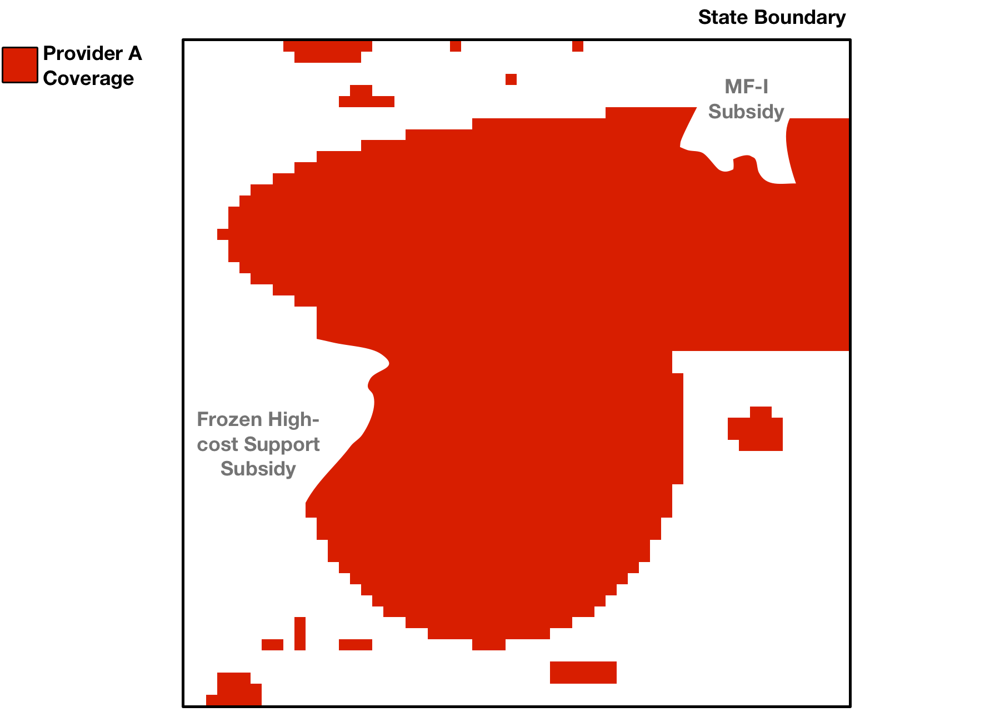 State Boundary
Provider A
Coverage
MF-I
Subsidy
Frozen High-
cost Support
Subsidy